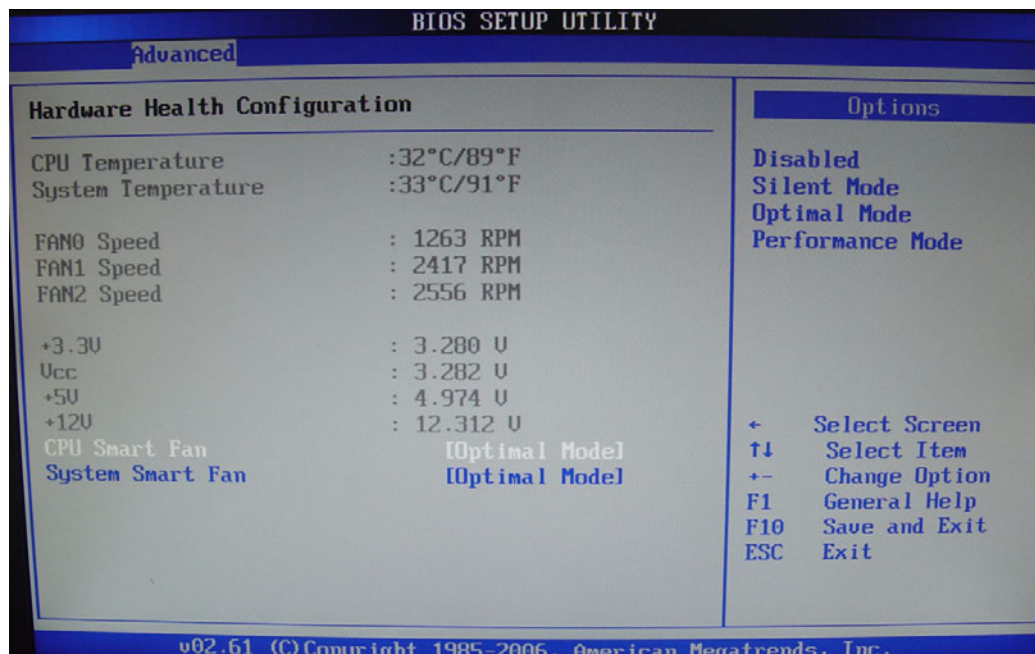 BIOS SETUP UTILITY
Advanced
Hardware Health Configuration
CPU Temperature :32°C/89°F
System Temperature :33°C/91°F
FAN0 Speed : 1263 RPM
FAN1 Speed : 2417 RPM
FAN2 Speed : 2556 RPM
+3.3V : 3.280 V
Vcc : 3.282 V
+5V : 4.974 V
+12V : 12.312 V
CPU Smart Fan [Optimal Mode]
System Smart Fan [Optimal Mode]
Options
Disabled
Silent Mode
Optimal Mode
Performance Mode
← Select Screen
↑↓ Select Item
+- Change Option
F1 General Help
F10 Save and Exit
ESC Exit
v02.61 (C)Copyright 1985-2006, American Megatrends, Inc.